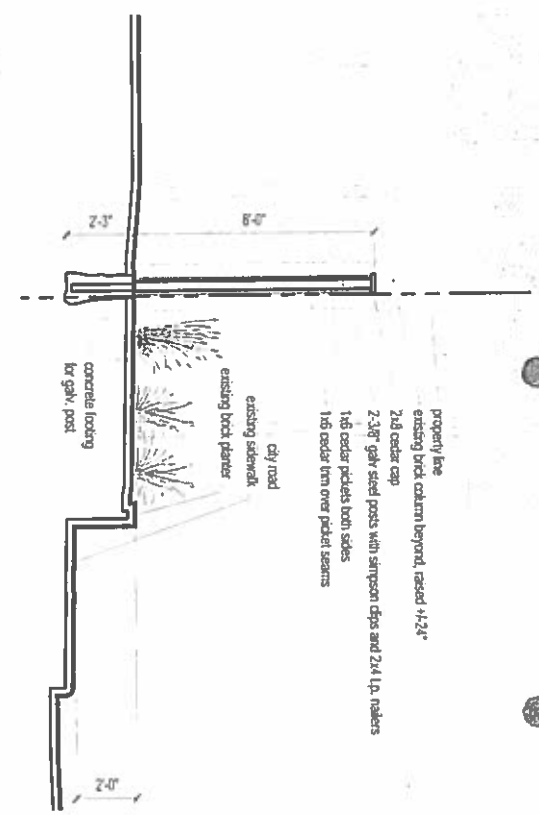 property line
existing brick column beyond, raised +/-24"
2x8 cedar cap
2-3/8" galv steel posts with simpson clips and 2x4 t.p. nailers
1x6 cedar pickets both sides
1x6 cedar trim over picket seams
city road
existing sidewalk
existing brick planter
concrete footing
for galv. post
8'-0"
2'-3"
2'-0"